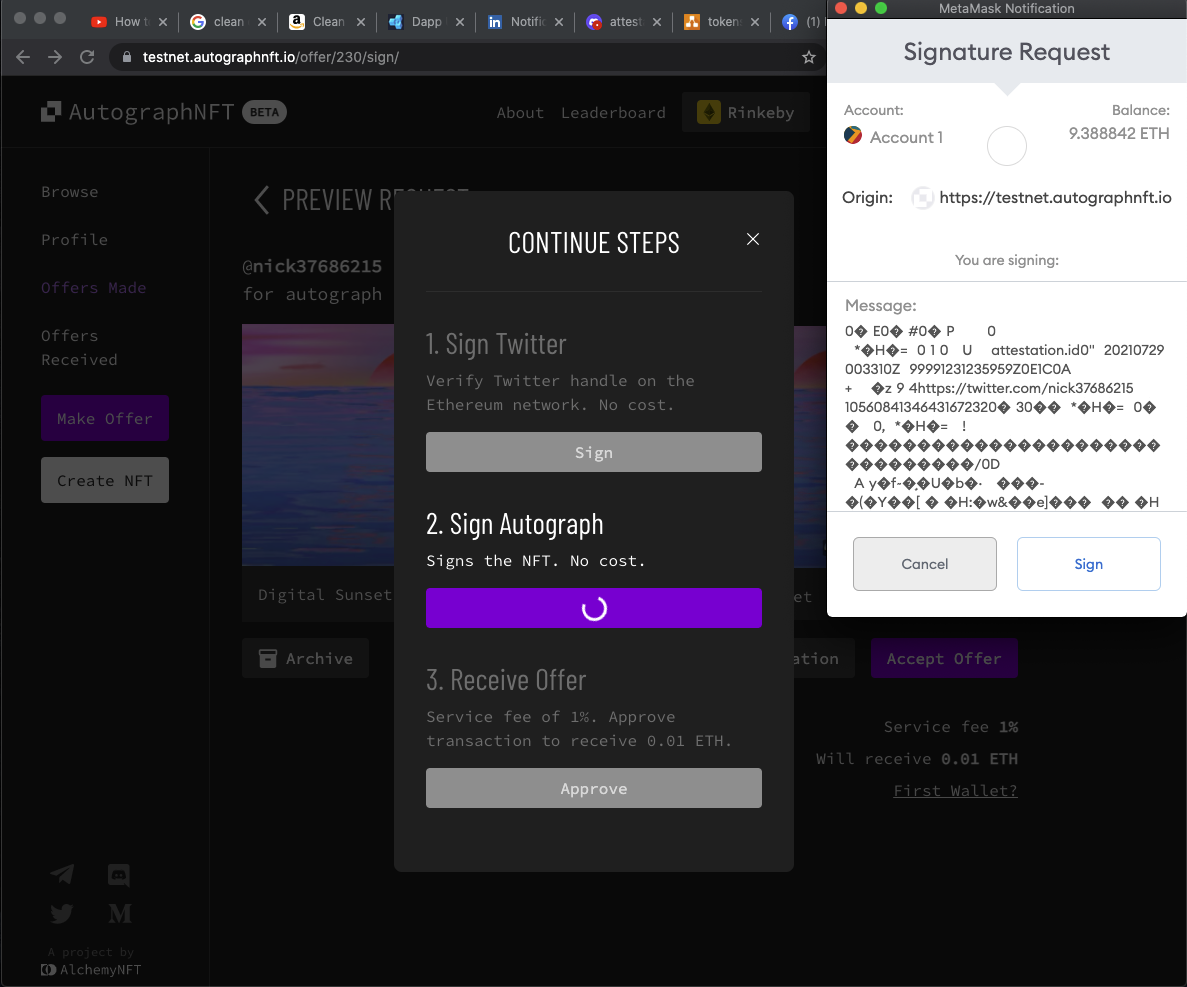 How t
clean
Clean
Dapp
Notific
attest
token
(1)
MetaMask Notification
testnet.autographnft.io/offer/230/sign/
AutographNFT BETA
About
Leaderboard
Rinkeby
Browse
Profile
Offers Made
Offers
Received
Make Offer
Create NFT
PREVIEW
@nick37686215
for autograph
Digital Sunset
Archive
Accept Offer
Service fee 1%
Will receive 0.01 ETH
First Wallet?
A project by
AlchemyNFT
CONTINUE STEPS
1. Sign Twitter
Verify Twitter handle on the
Ethereum network. No cost.
Sign
2. Sign Autograph
Signs the NFT. No cost.
3. Receive Offer
Service fee of 1%. Approve
transaction to receive 0.01 ETH.
Approve
Signature Request
Account:
Balance:
Account 1
9.388842 ETH
Origin:
https://testnet.autographnft.io
You are signing:
Message:
0� E0� #0� P 0
*�H�= 0 1 0 U attestation.id0" 20210729
003310Z 99991231235959Z0E1C0A
+ �z 9 4https://twitter.com/nick37686215
1056084134643167232​0� 30�� *�H�= 0�
� 0, *�H�= !
��������������������������
�����������/0D
A y�f~�,�U�b�· ���-
�(�Y��[ � �H:�w&��e]��� �� �H
Cancel
Sign